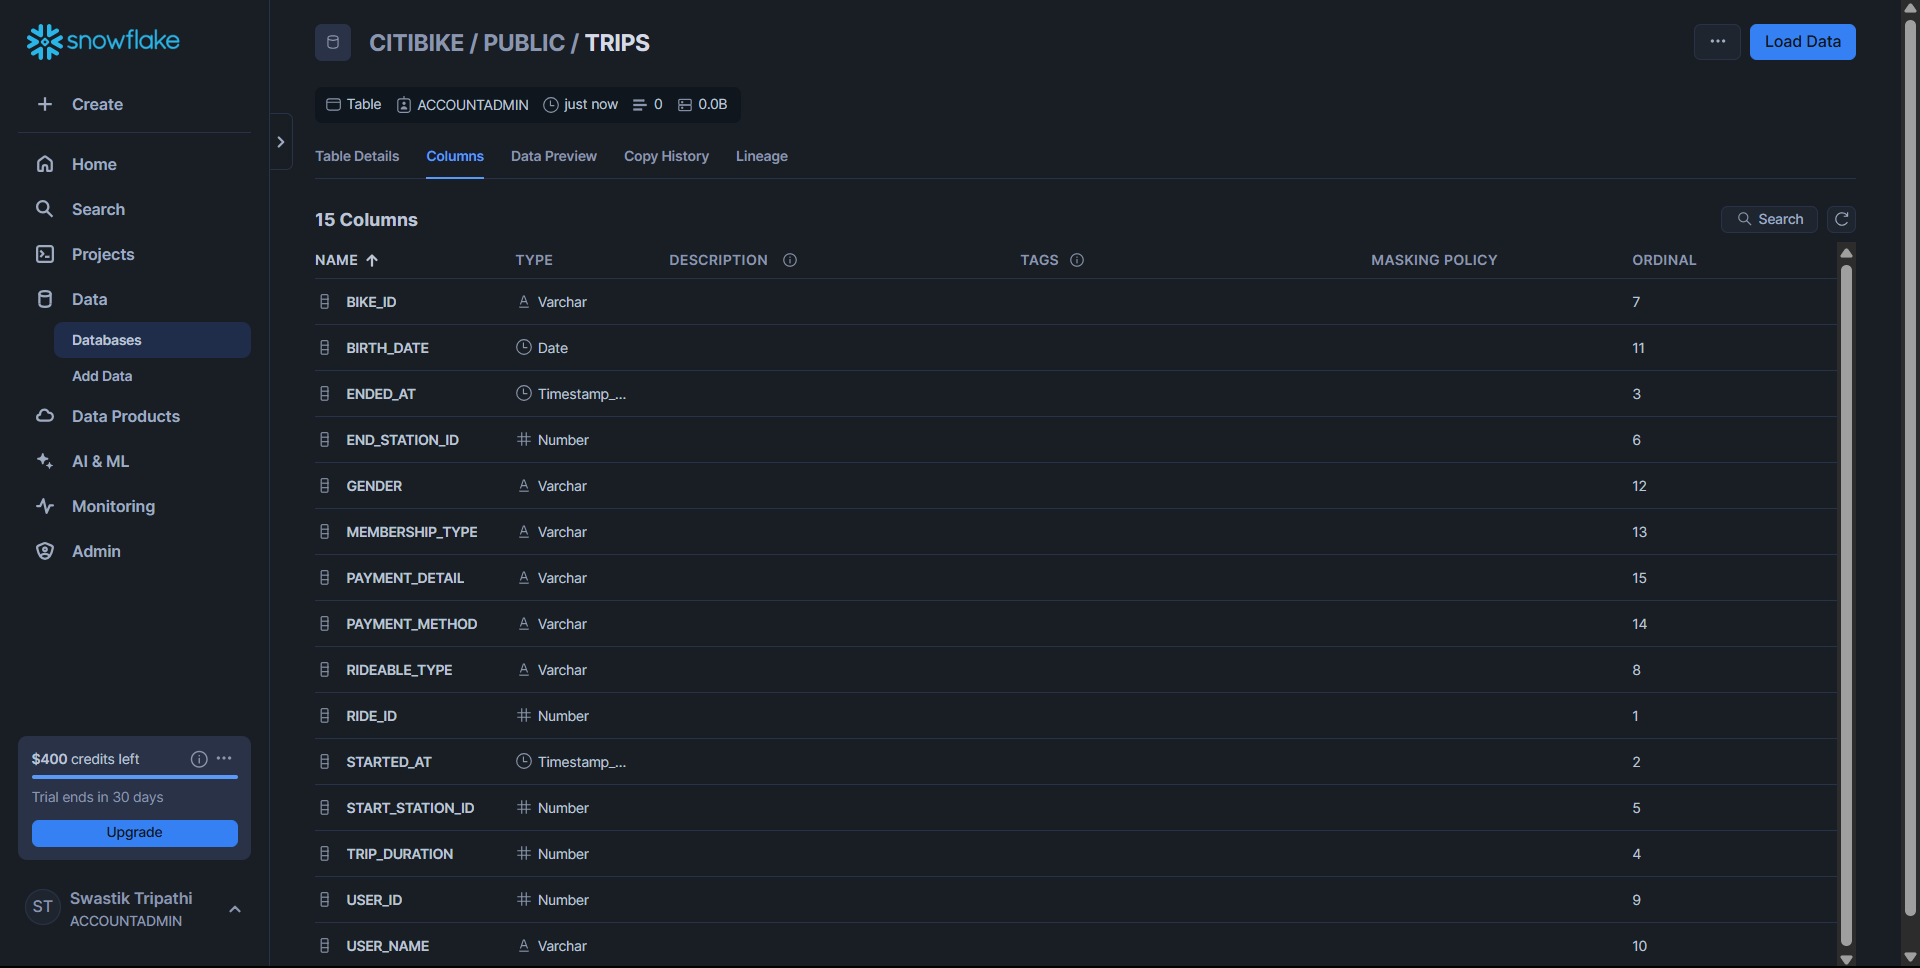 snowflake
Create
Home
Search
Projects
Data
Databases
Add Data
Data Products
AI & ML
Monitoring
Admin
$400 credits left
Trial ends in 30 days
Upgrade
ST
Swastik Tripathi
ACCOUNTADMIN
CITIBIKE / PUBLIC / TRIPS
Load Data
Table ACCOUNTADMIN just now 0 0.0B
Table Details Columns Data Preview Copy History Lineage
15 Columns
Search
NAME TYPE DESCRIPTION TAGS MASKING POLICY ORDINAL
BIKE_ID Varchar 7
BIRTH_DATE Date 11
ENDED_AT Timestamp_... 3
END_STATION_ID Number 6
GENDER Varchar 12
MEMBERSHIP_TYPE Varchar 13
PAYMENT_DETAIL Varchar 15
PAYMENT_METHOD Varchar 14
RIDEABLE_TYPE Varchar 8
RIDE_ID Number 1
STARTED_AT Timestamp_... 2
START_STATION_ID Number 5
TRIP_DURATION Number 4
USER_ID Number 9
USER_NAME Varchar 10